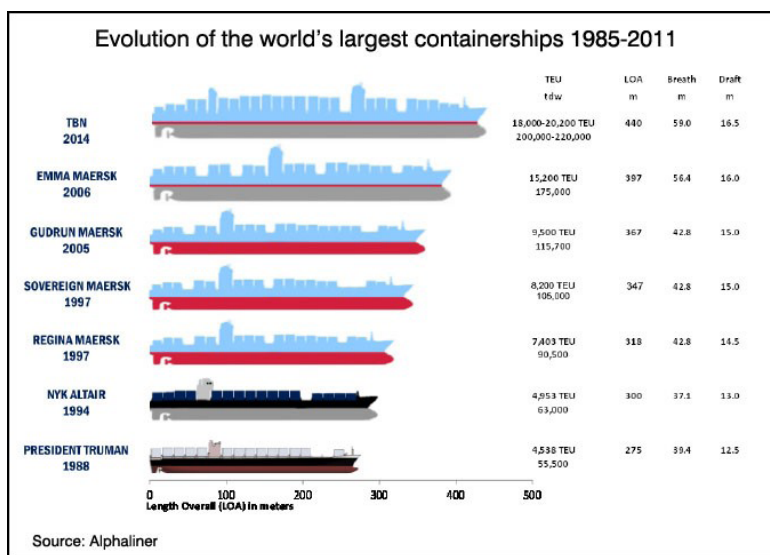 Evolution of the world's largest containerships 1985-2011
TEU LOA Breath Draft
tdw m m m
TBN 18,000-20,200 TEU 440 59.0 16.5
2014 200,000-220,000
EMMA MAERSK 15,200 TEU 397 56.4 16.0
2006 175,000
GUDRUN MAERSK 9,500 TEU 367 42.8 15.0
2005 115,700
SOVEREIGN MAERSK 8,200 TEU 347 42.8 15.0
1997 105,000
REGINA MAERSK 7,403 TEU 318 42.8 14.5
1997 90,500
NYK ALTAIR 4,953 TEU 300 37.1 13.0
1994 63,000
PRESIDENT TRUMAN 4,538 TEU 275 39.4 12.5
1988 55,500
0 100 200 300 400 500
Length Overall (LOA) in meters
Source: Alphaliner